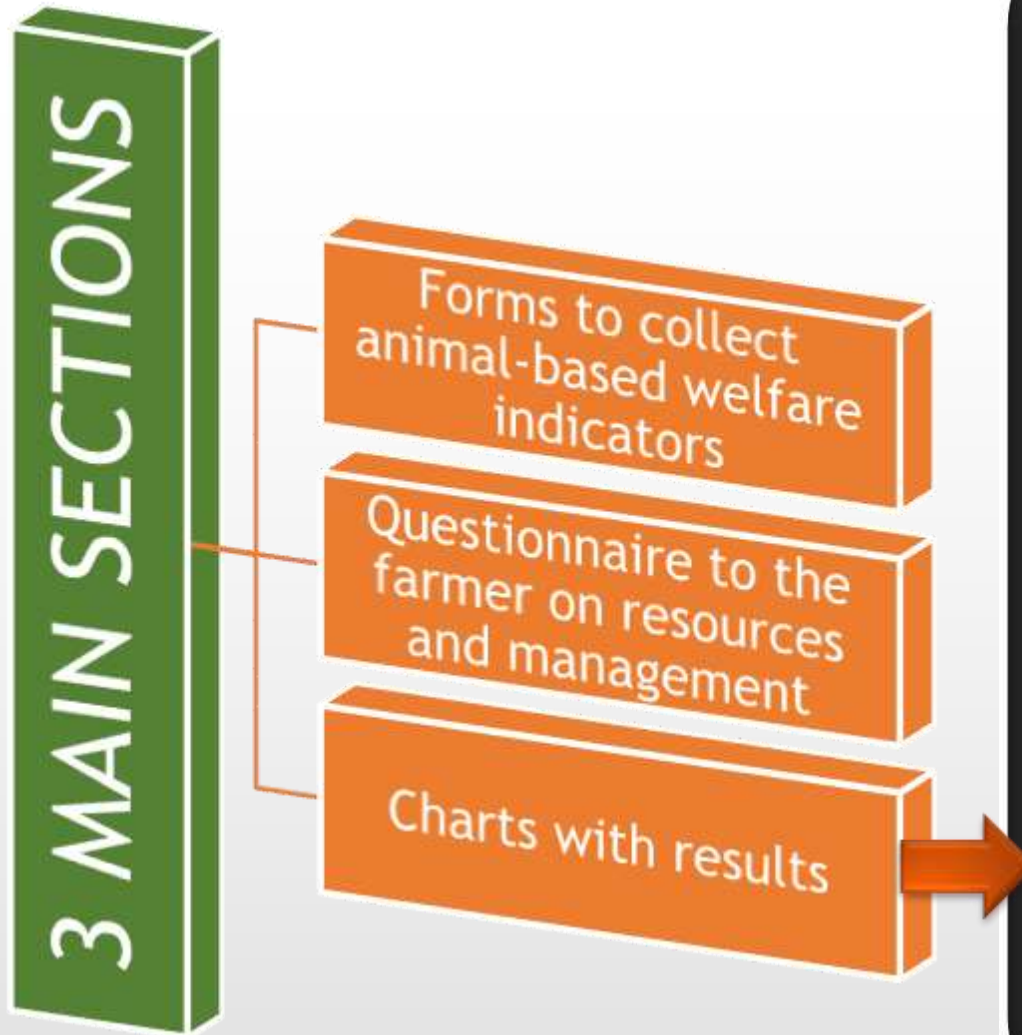 3 MAIN SECTIONS
Forms to collect
animal-based welfare
indicators
Questionnaire to the
farmer on resources
and management
Charts with results